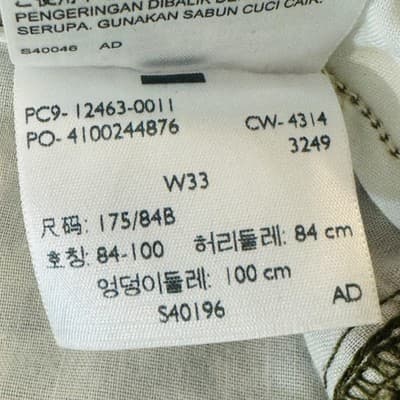 PENGERINGAN DIBALIK
SERUPA. GUNAKAN SABUN CUCI CAIR.
S40046 AD
PC9- 12463-0011
PO- 4100244876
CW- 4314
3249
W33
尺码: 175/84B
호칭: 84-100 허리둘레: 84 cm
엉덩이둘레: 100 cm
S40196
AD